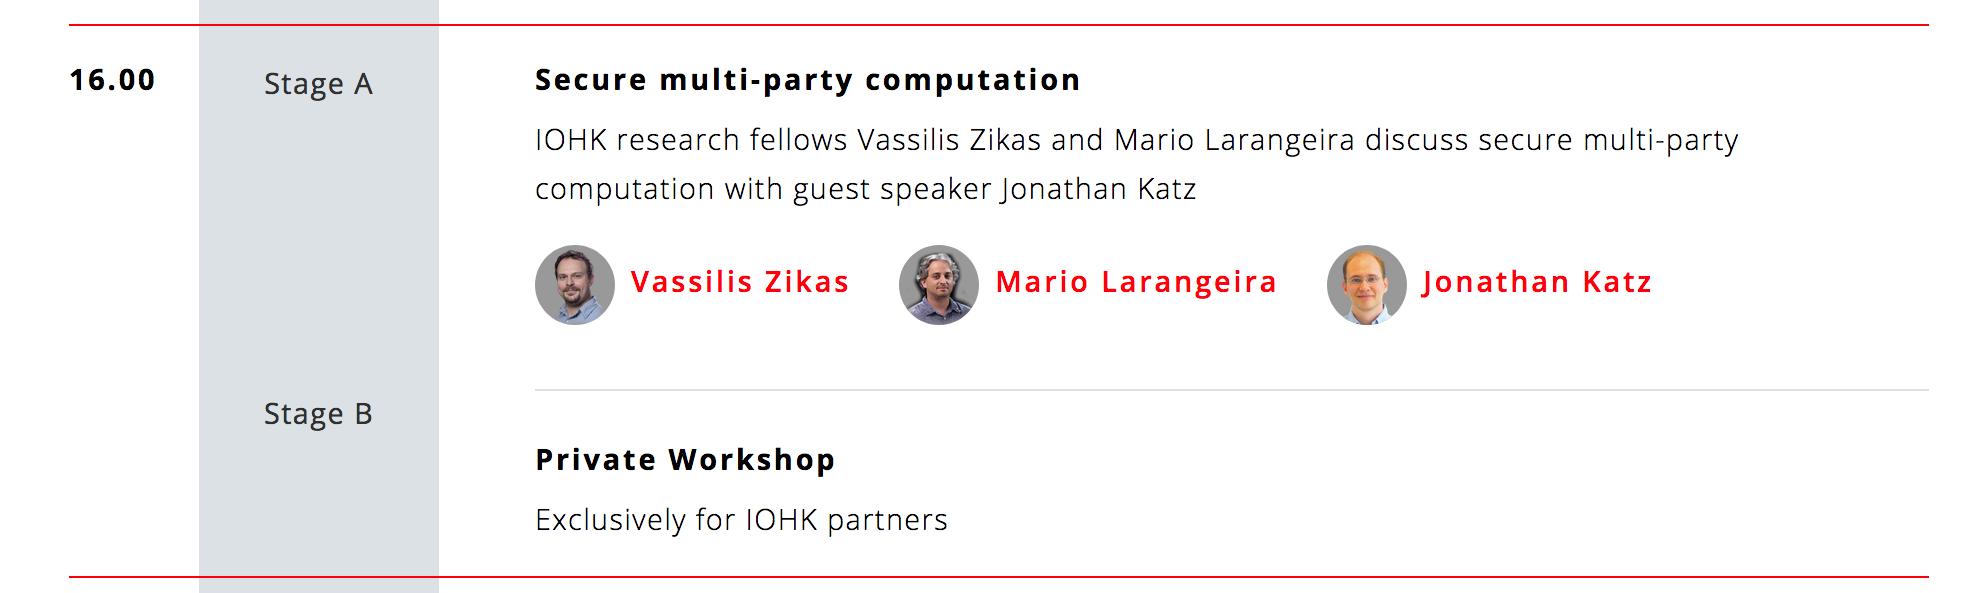 16.00
Stage A
Secure multi-party computation
IOHK research fellows Vassilis Zikas and Mario Larangeira discuss secure multi-party
computation with guest speaker Jonathan Katz
Vassilis Zikas
Mario Larangeira
Jonathan Katz
Stage B
Private Workshop
Exclusively for IOHK partners